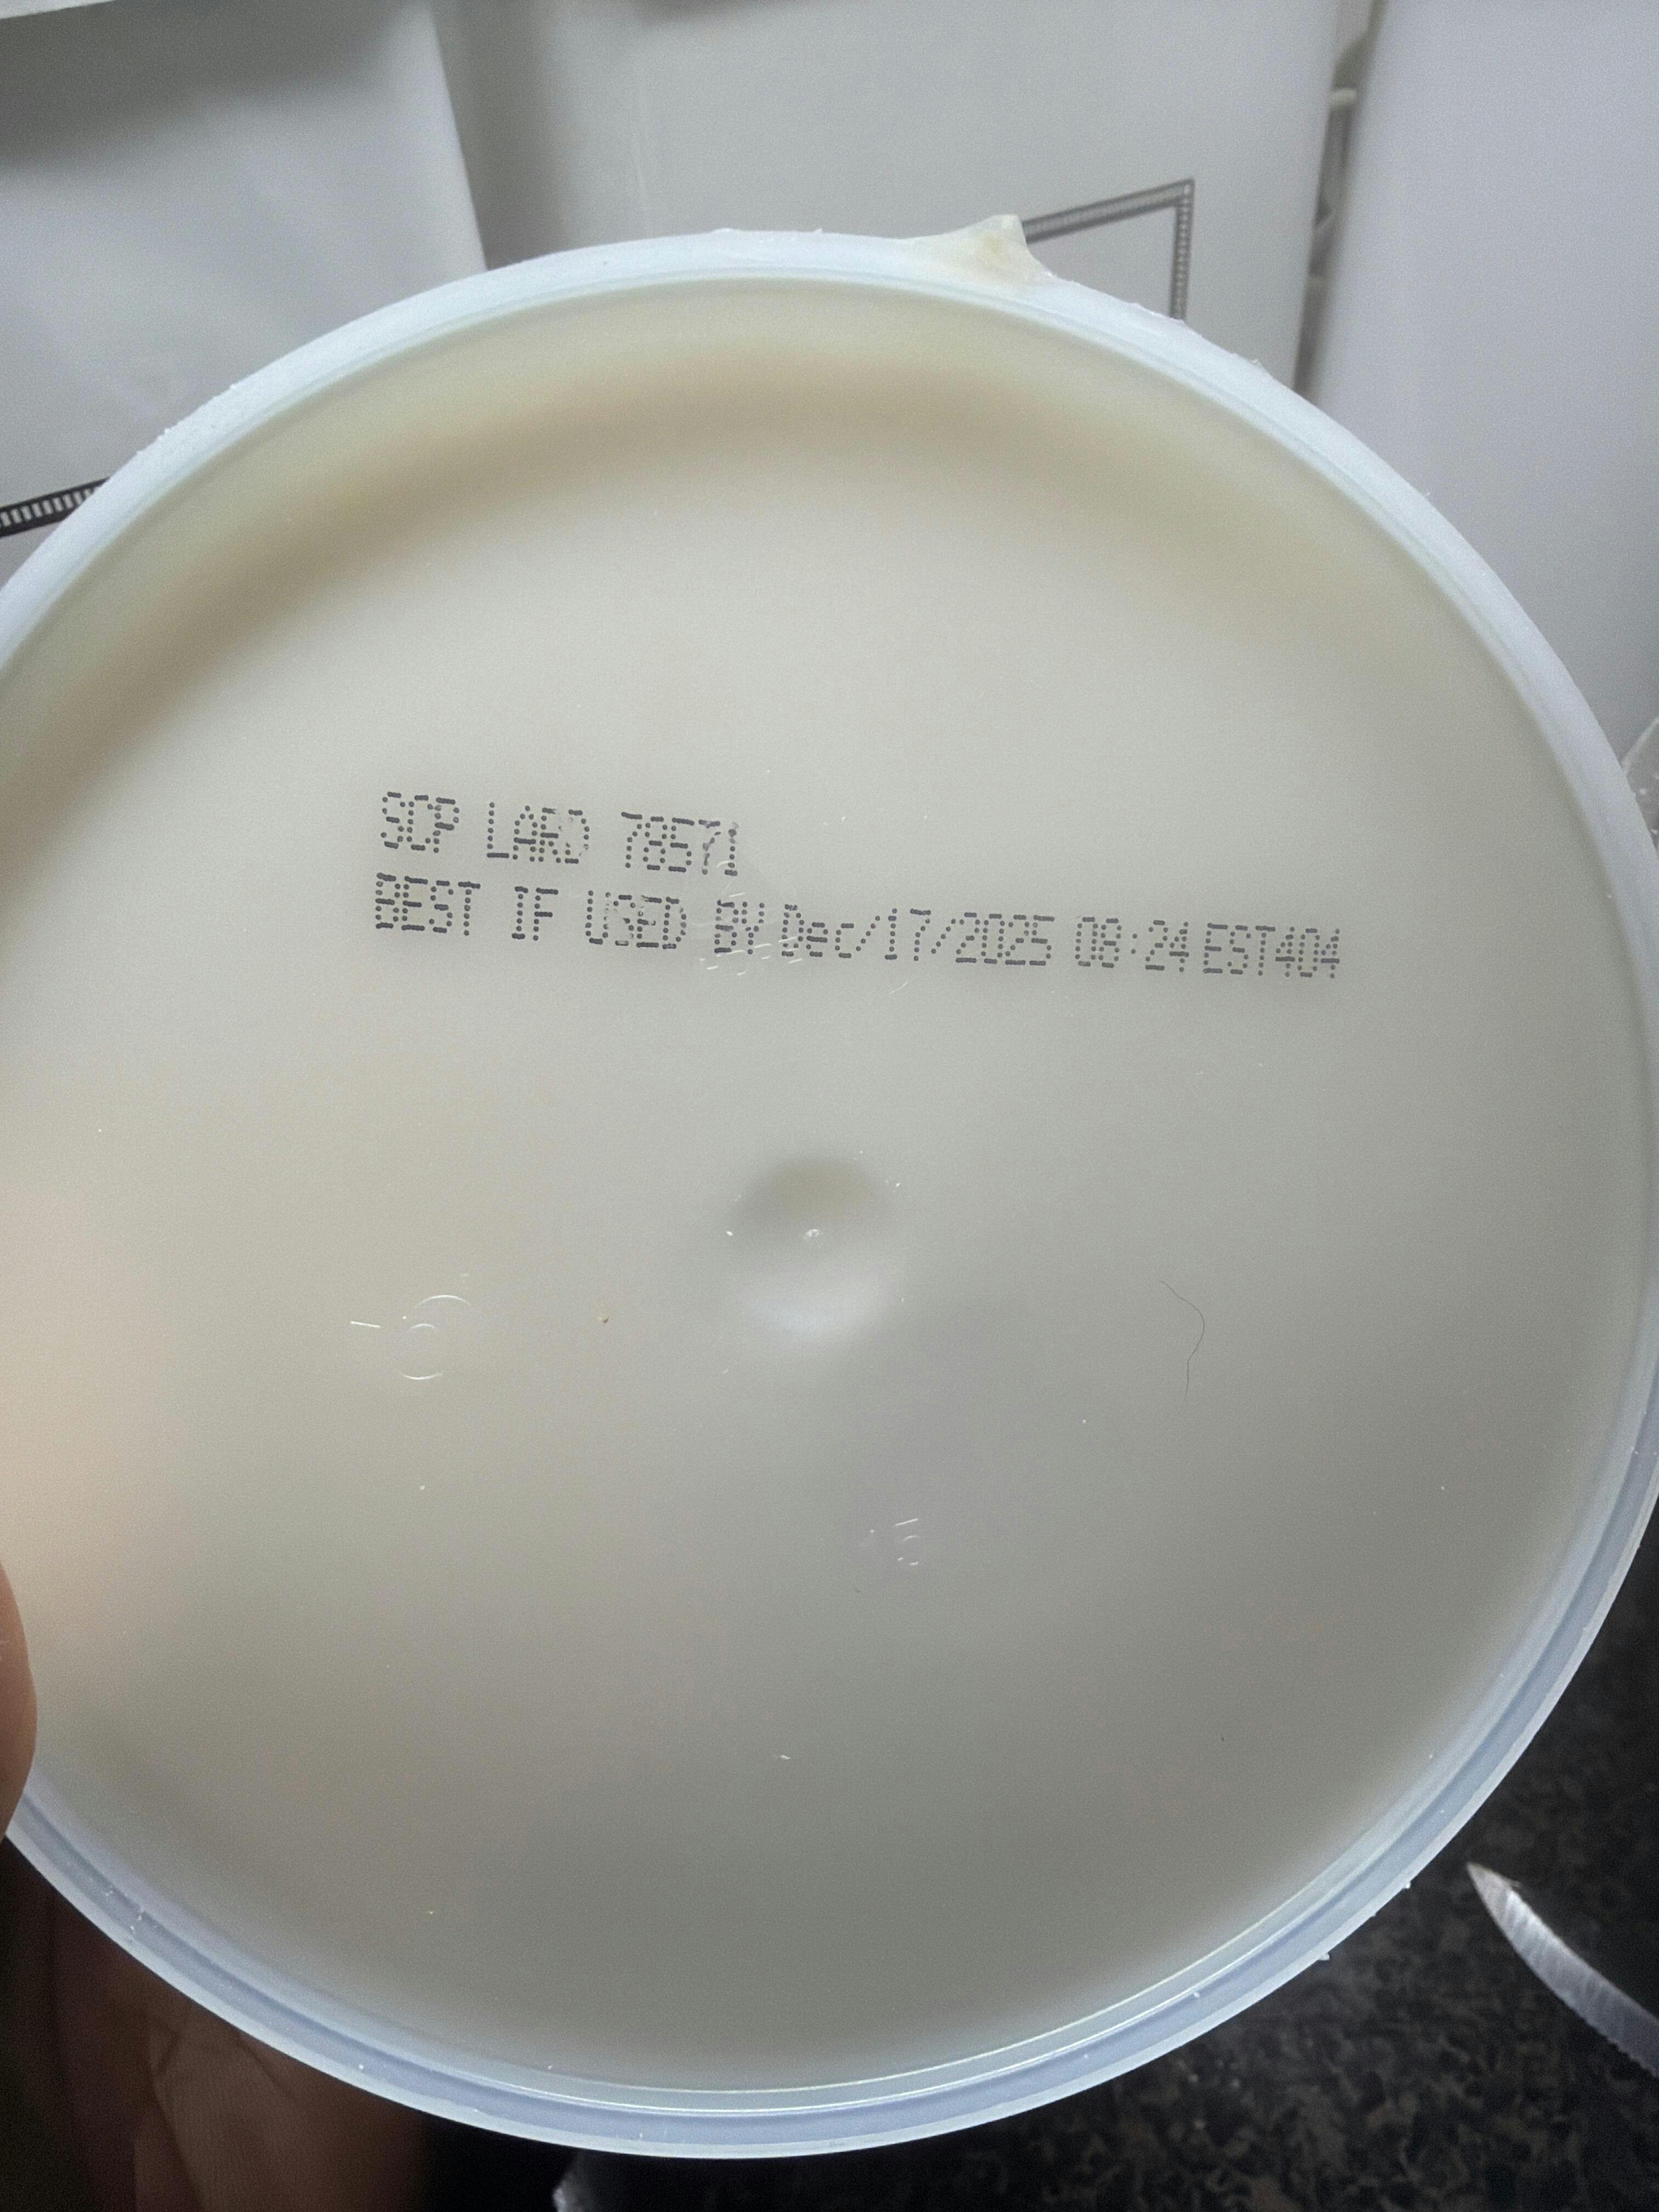 SCP LARD 78571
BEST IF USED BY Dec/17/2025 08:24 EST404